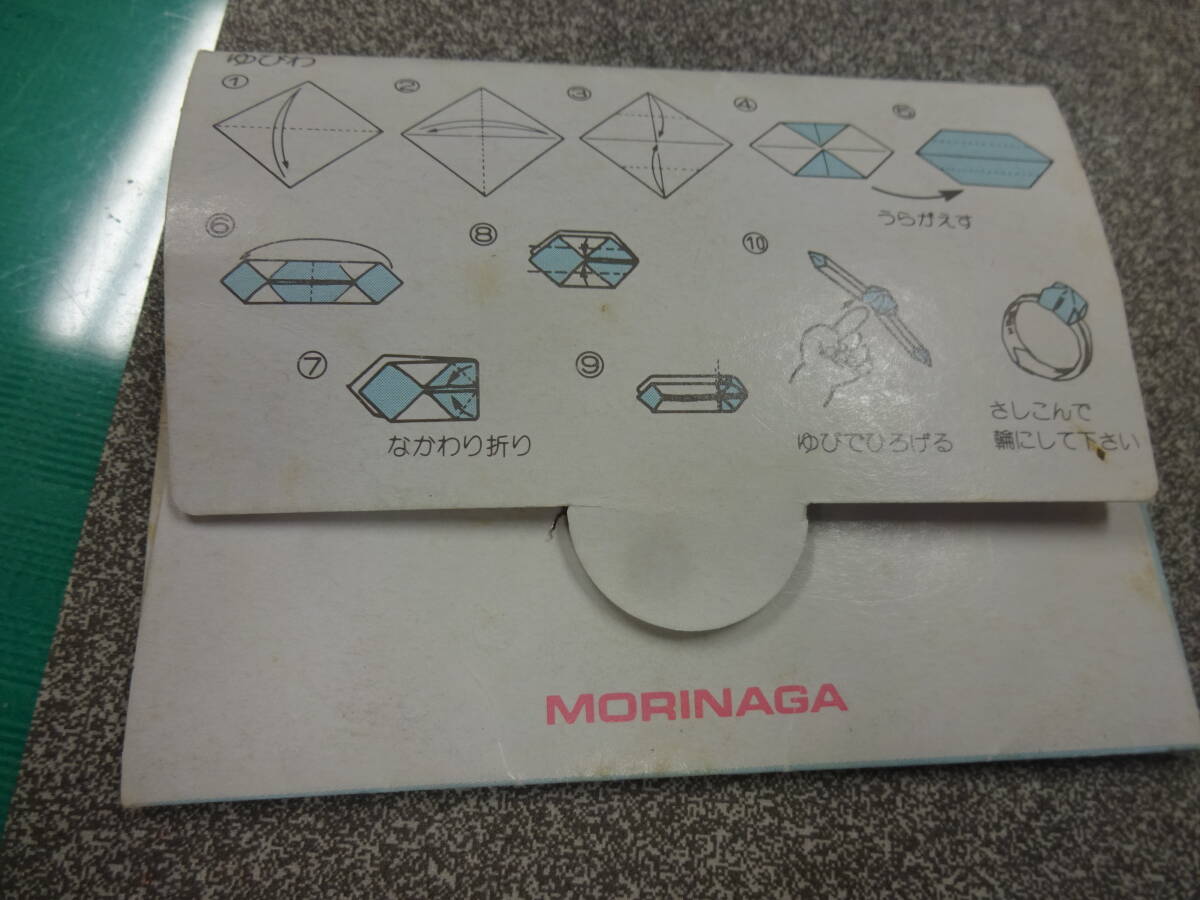 ゆびわ
① ② ③ ④ ⑤
うらがえす
⑥ ⑧ ⑩
⑦ ⑨
なかわり折り
ゆびでひろげる
さしこんで
輪にして下さい
MORINAGA